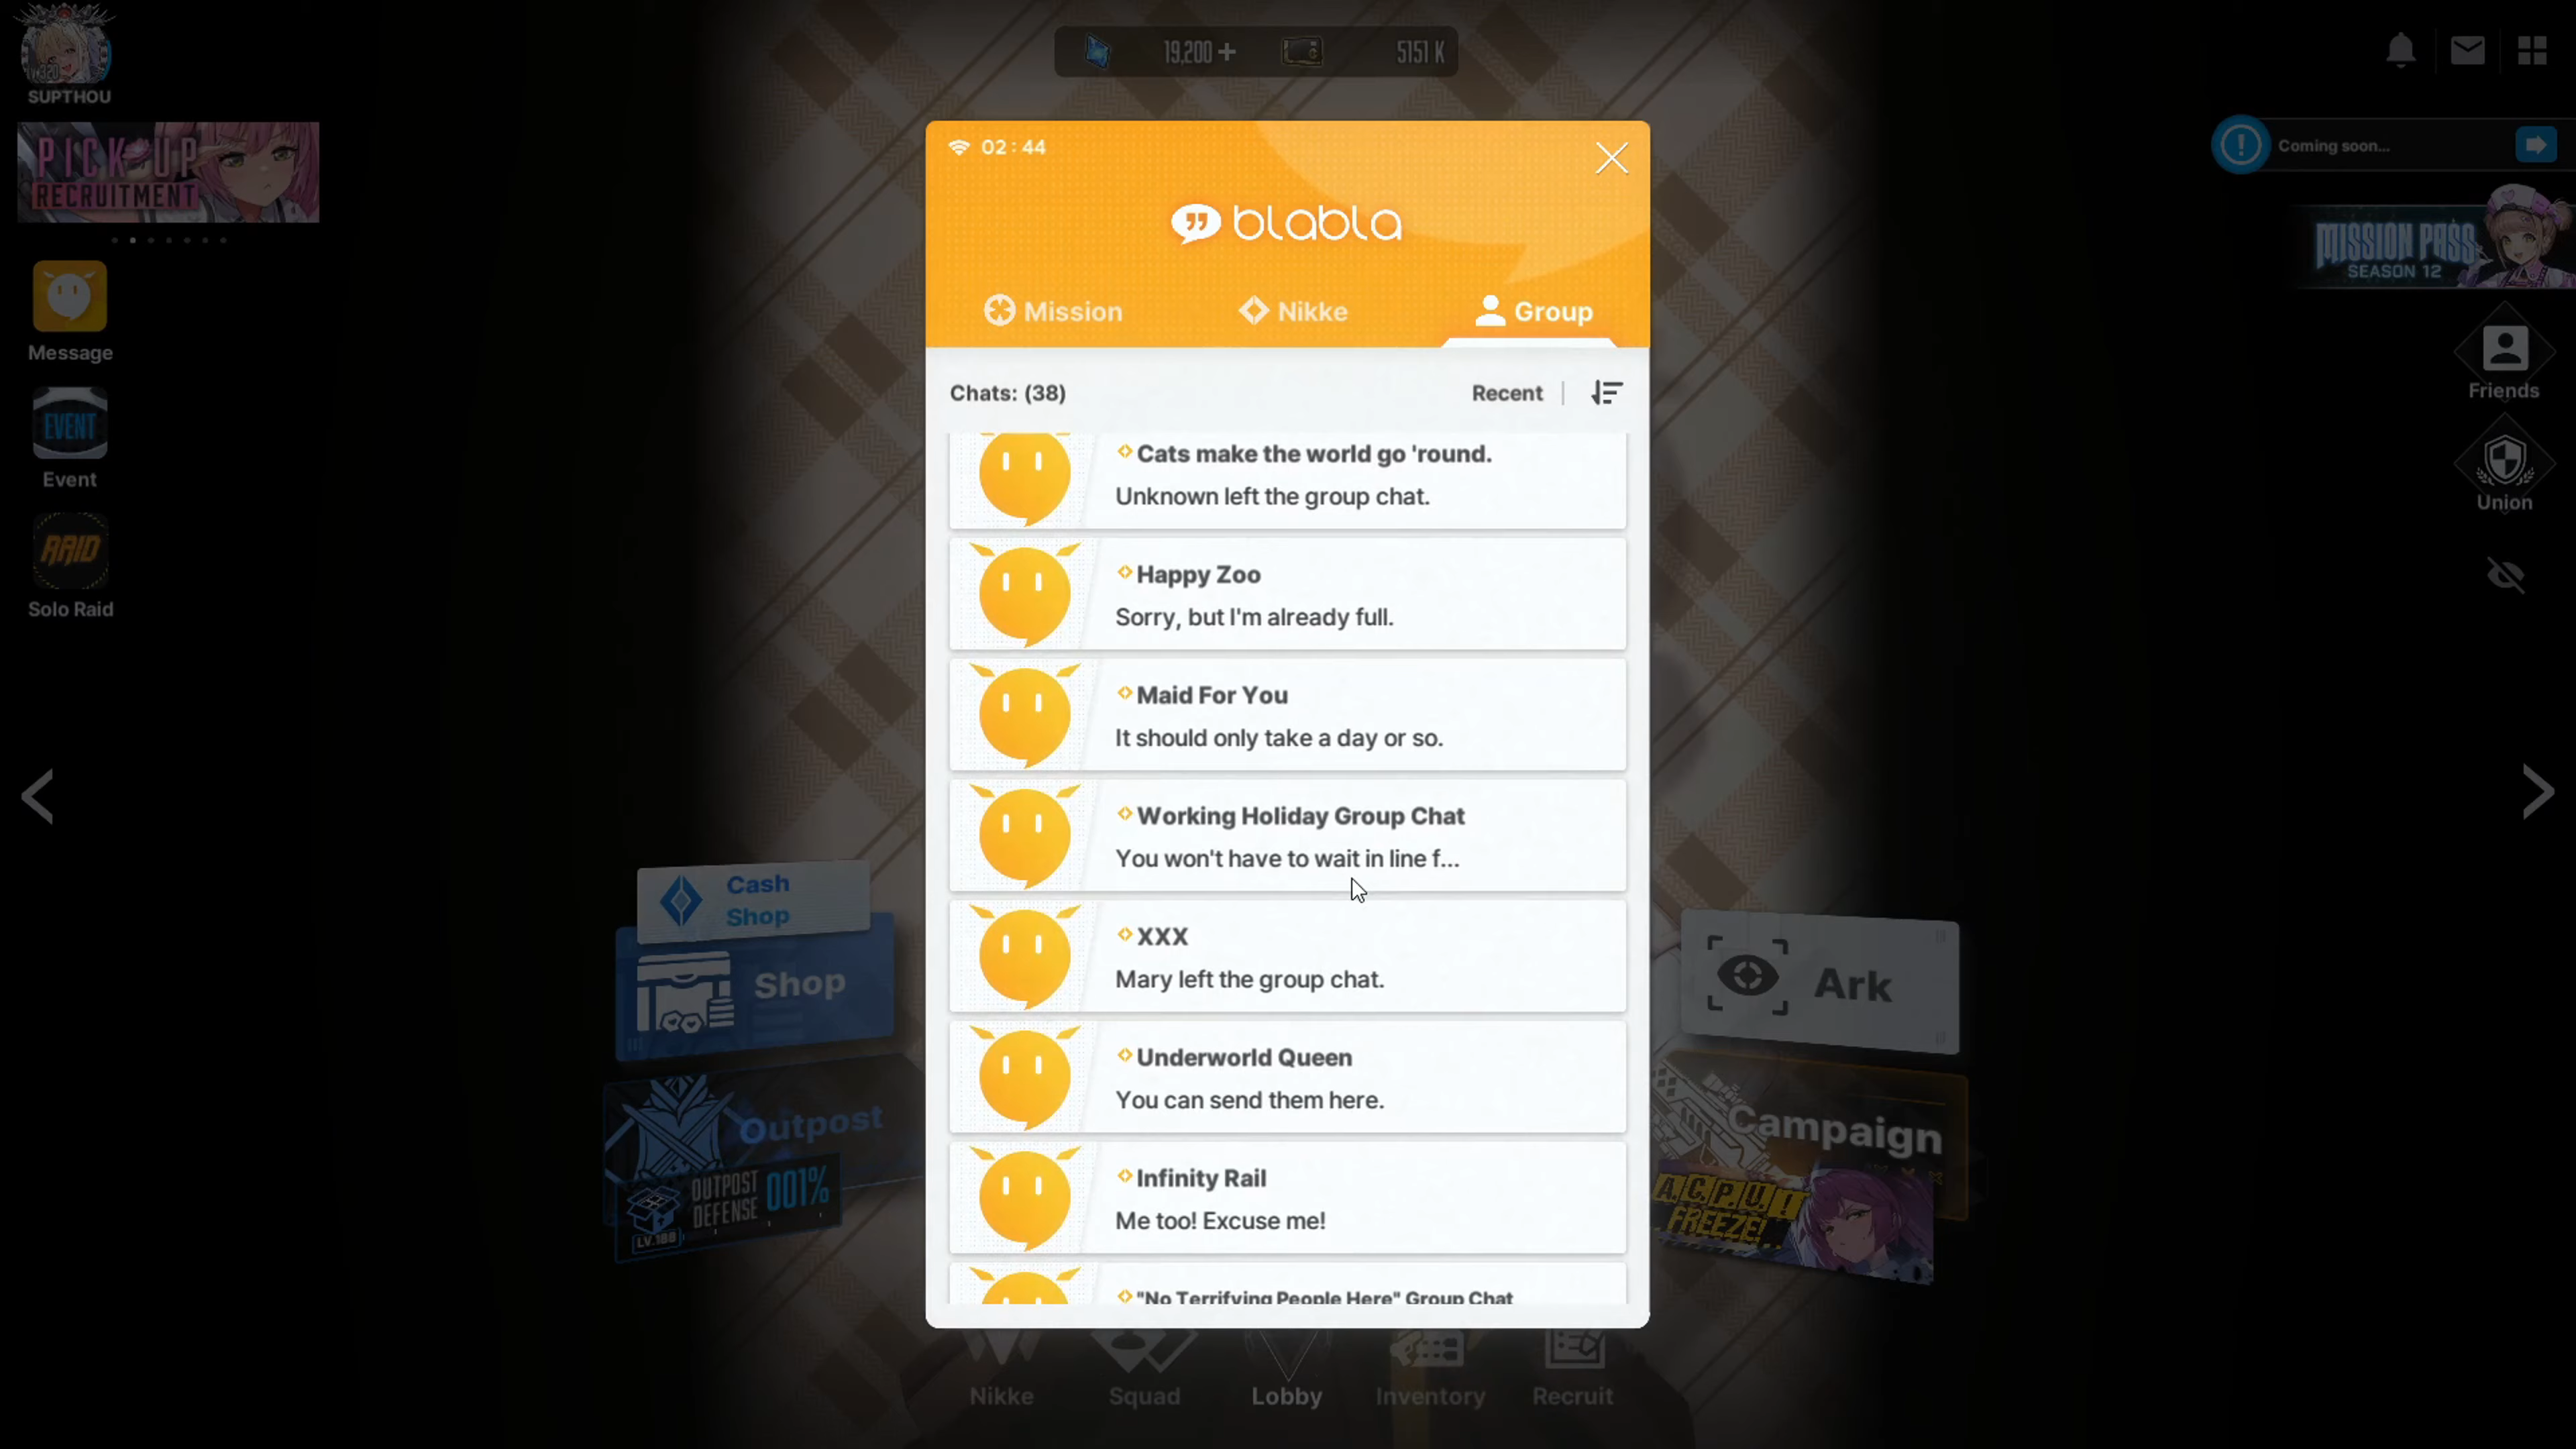 Lv.320
SUPTHOU
19,200 +
5151 K
PICK-UP
RECRUITMENT
Message
EVENT
Event
RAID
Solo Raid
Coming soon...
MISSION PASS
SEASON 12
Friends
Union
02 : 44
blabla
Mission
Nikke
Group
Chats: (38)
Recent
Cats make the world go 'round.
Unknown left the group chat.
Happy Zoo
Sorry, but I'm already full.
Maid For You
It should only take a day or so.
Working Holiday Group Chat
You won't have to wait in line f...
XXX
Mary left the group chat.
Underworld Queen
You can send them here.
Infinity Rail
Me too! Excuse me!
"No Terrifying People Here" Group Chat
Cash
Shop
Shop
Outpost
OUTPOST
DEFENSE
001%
LV.188
Ark
Campaign
A.C.P.U!
FREEZE!
Nikke
Squad
Lobby
Inventory
Recruit